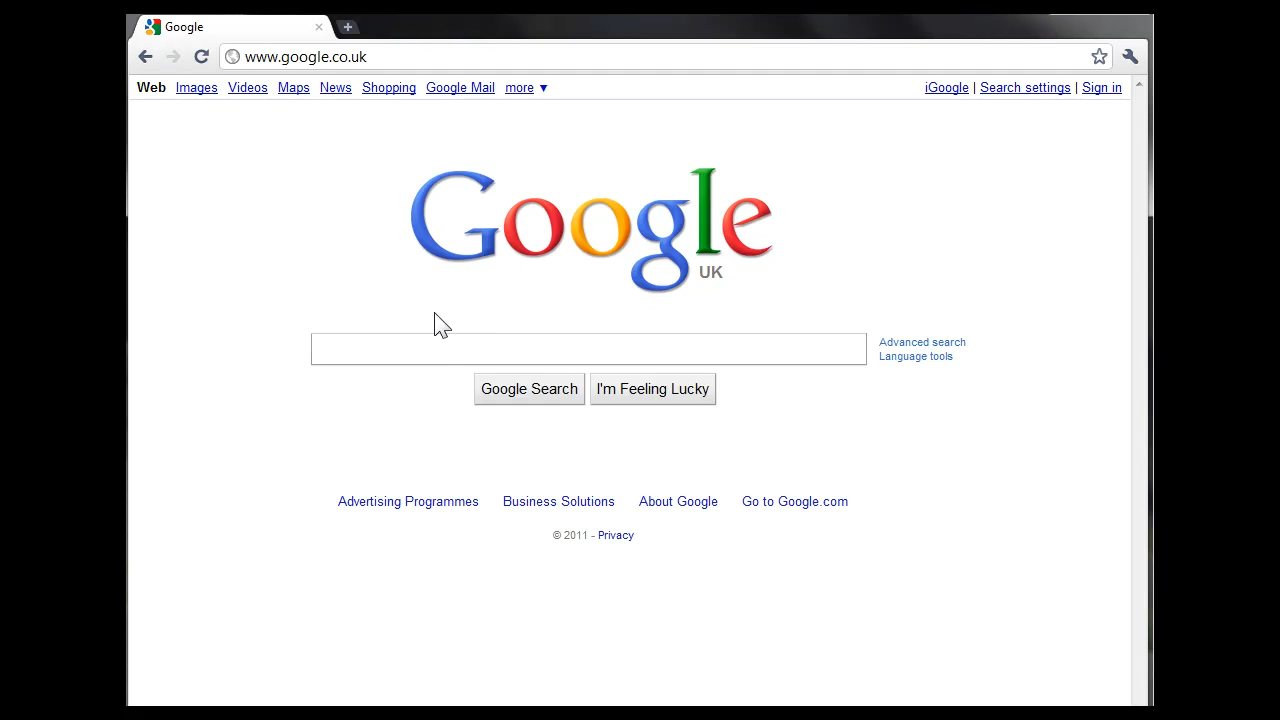 Google
www.google.co.uk
Web Images Videos Maps News Shopping Google Mail more ▼ iGoogle | Search settings | Sign in
Google
UK
Advanced search
Language tools
Google Search I'm Feeling Lucky
Advertising Programmes Business Solutions About Google Go to Google.com
© 2011 - Privacy